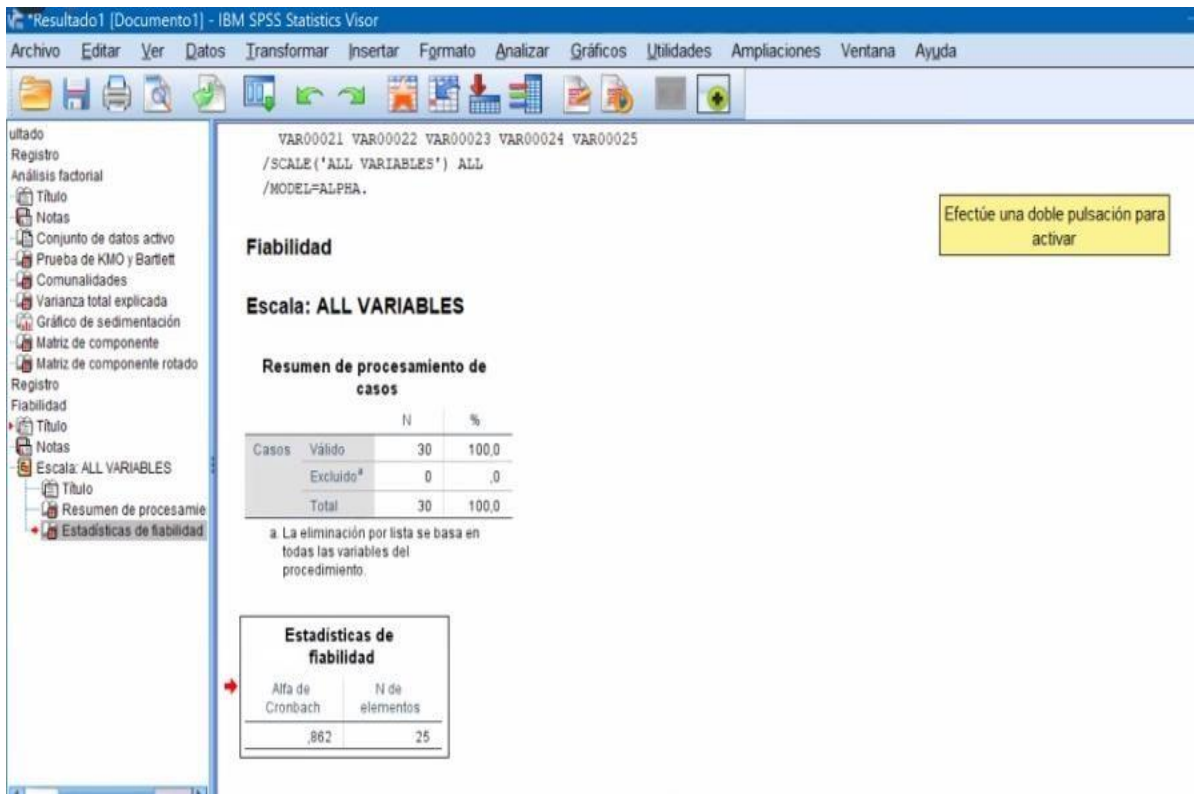 *Resultado1 [Documento1] - IBM SPSS Statistics Visor
Archivo Editar Ver Datos Transformar Insertar Formato Analizar Gráficos Utilidades Ampliaciones Ventana Ayuda
ultado
Registro
Análisis factorial
Título
Notas
Conjunto de datos activo
Prueba de KMO y Bartlett
Comunalidades
Varianza total explicada
Gráfico de sedimentación
Matriz de componente
Matriz de componente rotado
Registro
Fiabilidad
Título
Notas
Escala: ALL VARIABLES
Título
Resumen de procesamie
Estadísticas de fiabilidad
VAR00021 VAR00022 VAR00023 VAR00024 VAR00025
/SCALE('ALL VARIABLES') ALL
/MODEL=ALPHA.
Efectúe una doble pulsación para
activar
Fiabilidad
Escala: ALL VARIABLES
Resumen de procesamiento de
casos
N %
Casos Válido 30 100,0
Excluido a 0 ,0
Total 30 100,0
a. La eliminación por lista se basa en
todas las variables del
procedimiento.
Estadísticas de
fiabilidad
Alfa de N de
Cronbach elementos
,862 25